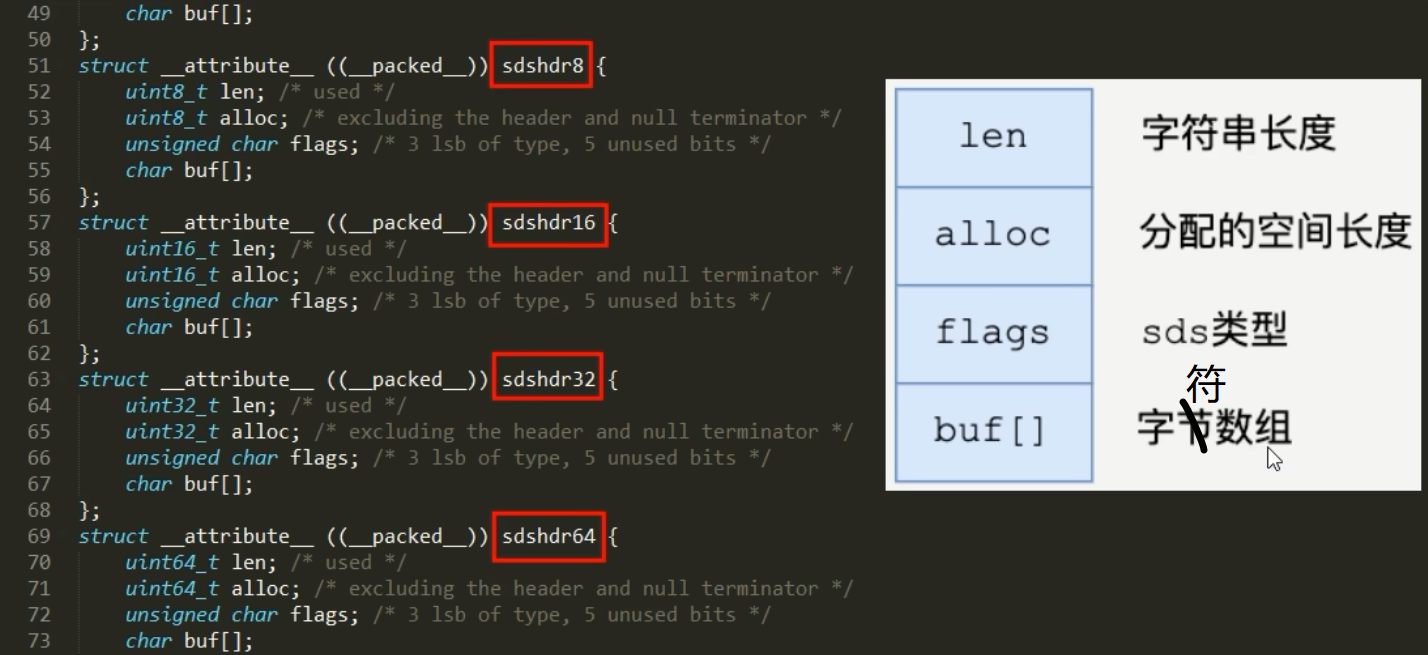 49 char buf[];
50 };
51 struct __attribute__ ((__packed__)) sdshdr8 {
52 uint8_t len; /* used */
53 uint8_t alloc; /* excluding the header and null terminator */
54 unsigned char flags; /* 3 lsb of type, 5 unused bits */
55 char buf[];
56 };
57 struct __attribute__ ((__packed__)) sdshdr16 {
58 uint16_t len; /* used */
59 uint16_t alloc; /* excluding the header and null terminator */
60 unsigned char flags; /* 3 lsb of type, 5 unused bits */
61 char buf[];
62 };
63 struct __attribute__ ((__packed__)) sdshdr32 {
64 uint32_t len; /* used */
65 uint32_t alloc; /* excluding the header and null terminator */
66 unsigned char flags; /* 3 lsb of type, 5 unused bits */
67 char buf[];
68 };
69 struct __attribute__ ((__packed__)) sdshdr64 {
70 uint64_t len; /* used */
71 uint64_t alloc; /* excluding the header and null terminator */
72 unsigned char flags; /* 3 lsb of type, 5 unused bits */
73 char buf[];
len 字符串长度
alloc 分配的空间长度
flags sds类型
符
buf[] 字节数组